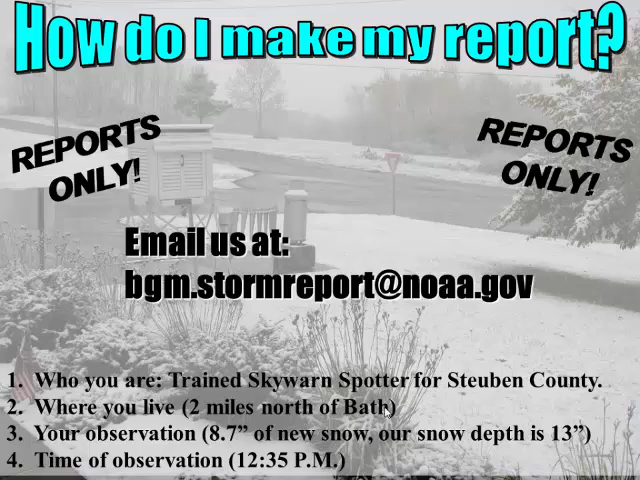 How do I make my report?
REPORTS
ONLY!
REPORTS
ONLY!
Email us at:
bgm.stormreport@noaa.gov
1. Who you are: Trained Skywarn Spotter for Steuben County.
2. Where you live (2 miles north of Bath)
3. Your observation (8.7” of new snow, our snow depth is 13”)
4. Time of observation (12:35 P.M.)